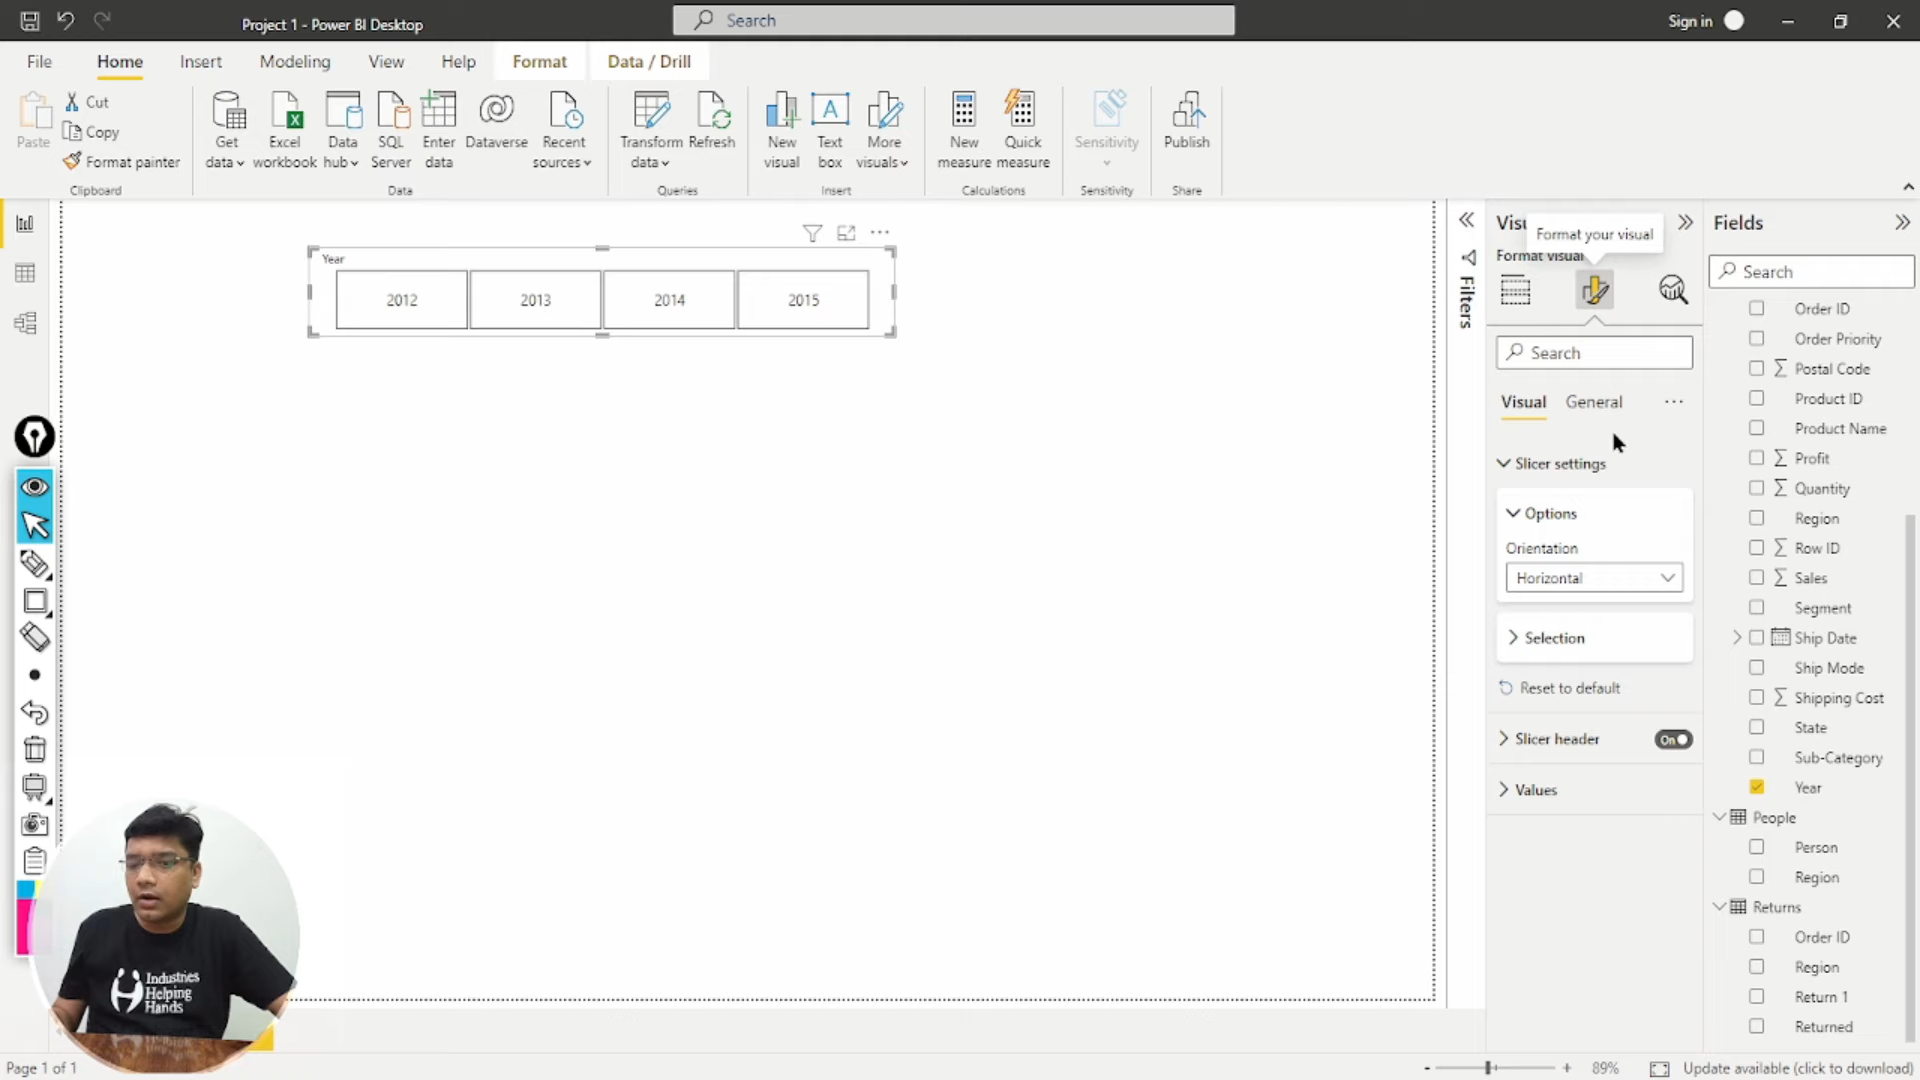 Project 1 - Power BI Desktop
Search
Sign in
File
Home
Insert
Modeling
View
Help
Format
Data / Drill
Paste
Cut
Copy
Format painter
Clipboard
Get data
Excel workbook
Data hub
SQL Server
Enter data
Dataverse
Recent sources
Data
Transform data
Refresh
Queries
New visual
Text box
More visuals
Insert
New measure
Quick measure
Calculations
Sensitivity
Sensitivity
Publish
Share
Year
2012
2013
2014
2015
Filters
Format your visual
Format visual
Search
Visual
General
Slicer settings
Options
Orientation
Horizontal
Selection
Reset to default
Slicer header
On
Values
Fields
Search
Order ID
Order Priority
Postal Code
Product ID
Product Name
Profit
Quantity
Region
Row ID
Sales
Segment
Ship Date
Ship Mode
Shipping Cost
State
Sub-Category
Year
People
Person
Region
Returns
Order ID
Region
Return 1
Returned
Industries
Helping
Hands
Page 1 of 1
- + 89%
Update available (click to download)